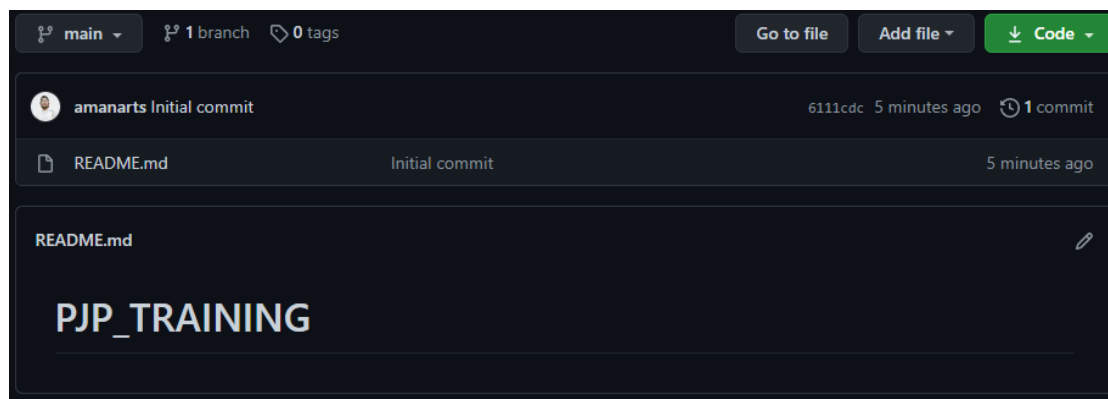 main 1 branch 0 tags Go to file Add file Code
amanarts Initial commit 6111cdc 5 minutes ago 1 commit
README.md Initial commit 5 minutes ago
README.md
PJP_TRAINING